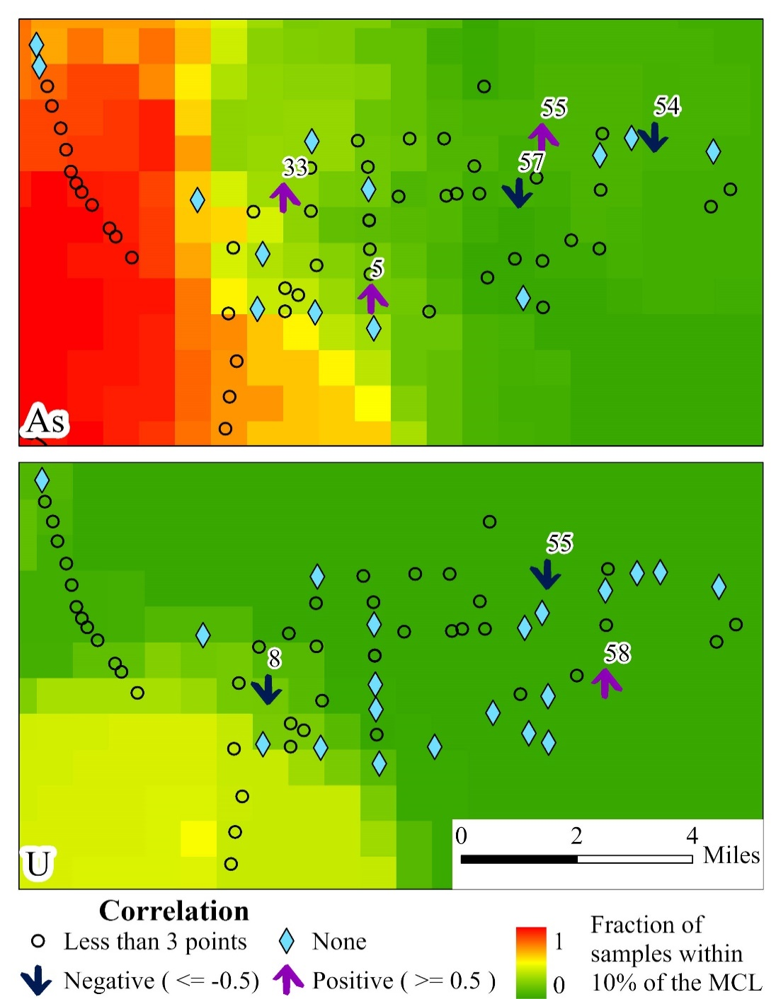 55
54
33
57
5
As
55
8
58
0 2 4
Miles
U
Correlation
Less than 3 points
None
Negative ( <= -0.5)
Positive ( >= 0.5 )
1
0
Fraction of
samples within
10% of the MCL